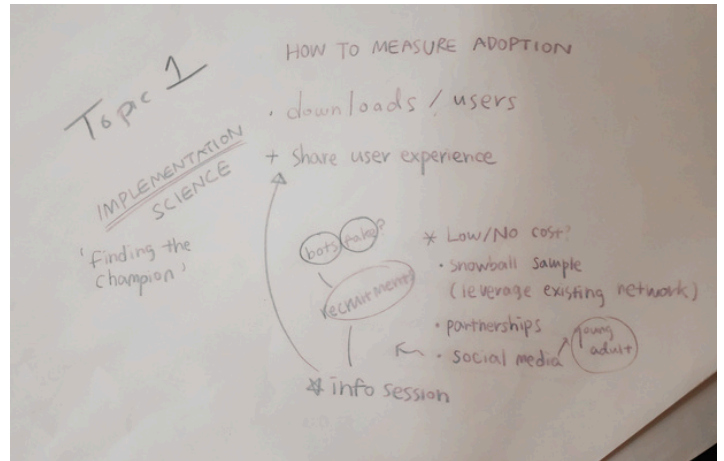 Topic 1
HOW TO MEASURE ADOPTION
· downloads / users
+ Share user experience
IMPLEMENTATION
SCIENCE
'Finding the
Champion'
bots fake?
recruitment?
* Low/No cost?
· snowball sample
(leverage existing network)
· partnerships
· social media
young
adult
info session